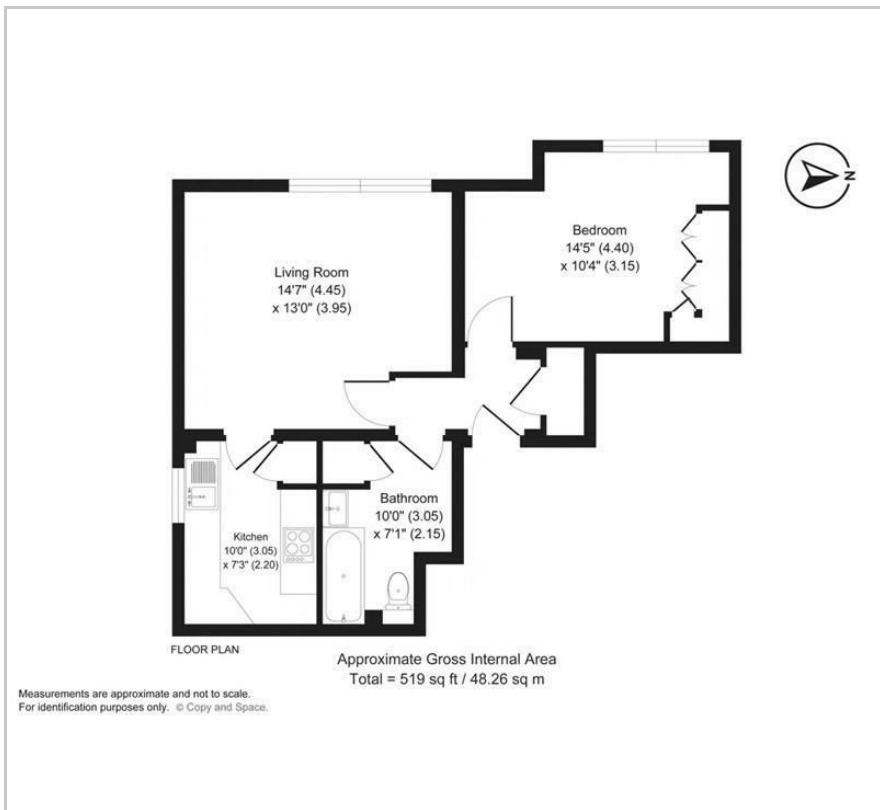 N
Bedroom
14'5" (4.40)
x 10'4" (3.15)
Living Room
14'7" (4.45)
x 13'0" (3.95)
Bathroom
10'0" (3.05)
x 7'1" (2.15)
Kitchen
10'0" (3.05)
x 7'3" (2.20)
FLOOR PLAN
Approximate Gross Internal Area
Total = 519 sq ft / 48.26 sq m
Measurements are approximate and not to scale.
For identification purposes only. © Copy and Space.